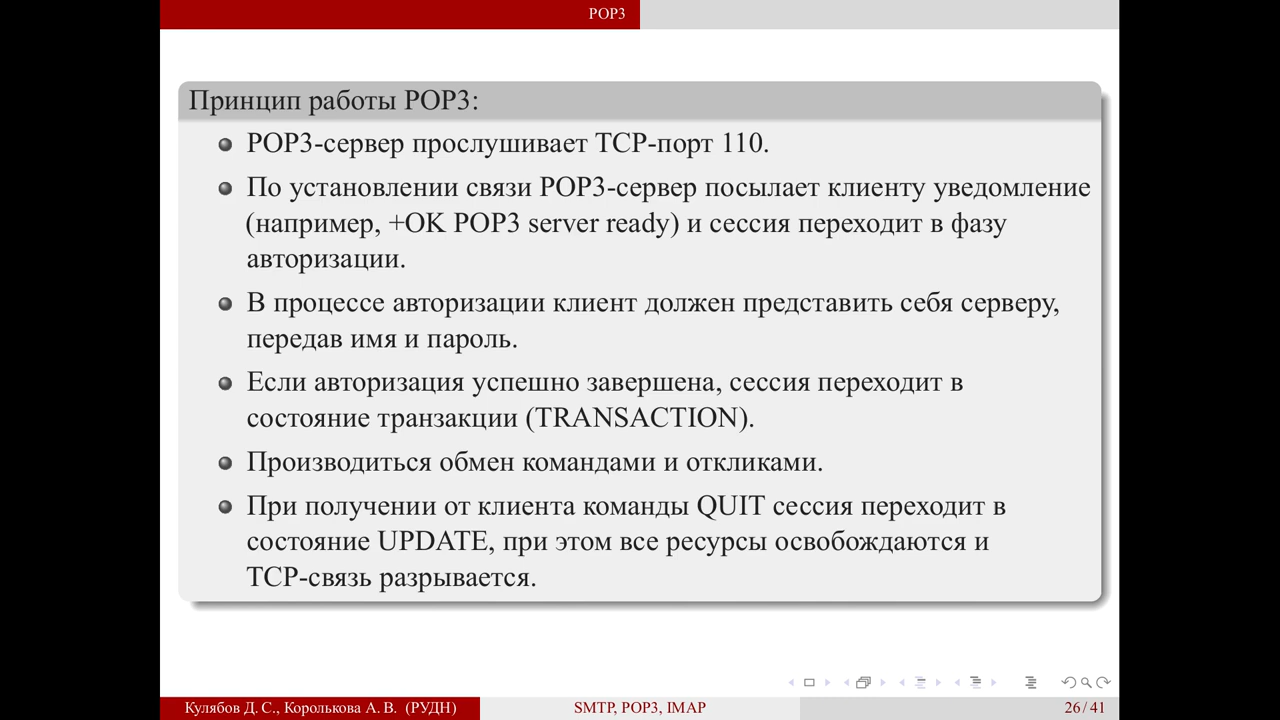 POP3
Принцип работы POP3:
POP3-сервер прослушивает TCP-порт 110.
По установлении связи POP3-сервер посылает клиенту уведомление
(например, +OK POP3 server ready) и сессия переходит в фазу
авторизации.
В процессе авторизации клиент должен представить себя серверу,
передав имя и пароль.
Если авторизация успешно завершена, сессия переходит в
состояние транзакции (TRANSACTION).
Производиться обмен командами и откликами.
При получении от клиента команды QUIT сессия переходит в
состояние UPDATE, при этом все ресурсы освобождаются и
TCP-связь разрывается.
Кулябов Д. С., Королькова А. В. (РУДН)
SMTP, POP3, IMAP
26 / 41